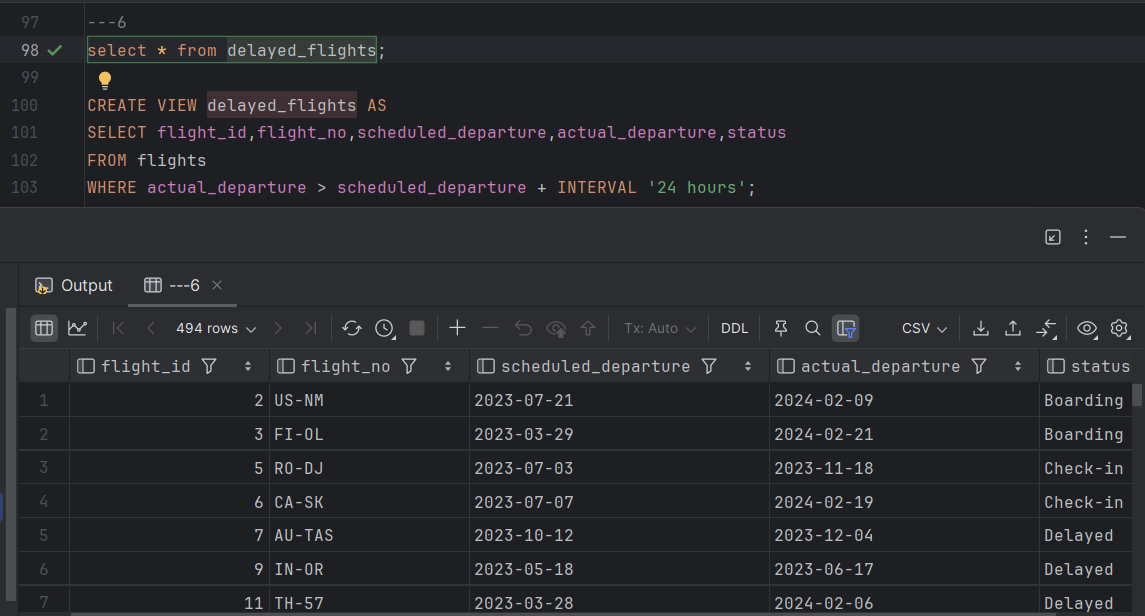 97 ---6
98 select * from delayed_flights;
99
100 CREATE VIEW delayed_flights AS
101 SELECT flight_id,flight_no,scheduled_departure,actual_departure,status
102 FROM flights
103 WHERE actual_departure > scheduled_departure + INTERVAL '24 hours';
Output ---6
494 rows Tx: Auto DDL CSV
flight_id flight_no scheduled_departure actual_departure status
1 2 US-NM 2023-07-21 2024-02-09 Boarding
2 3 FI-OL 2023-03-29 2024-02-21 Boarding
3 5 RO-DJ 2023-07-03 2023-11-18 Check-in
4 6 CA-SK 2023-07-07 2024-02-19 Check-in
5 7 AU-TAS 2023-10-12 2023-12-04 Delayed
6 9 IN-OR 2023-05-18 2023-06-17 Delayed
7 11 TH-57 2023-03-28 2024-02-06 Delayed